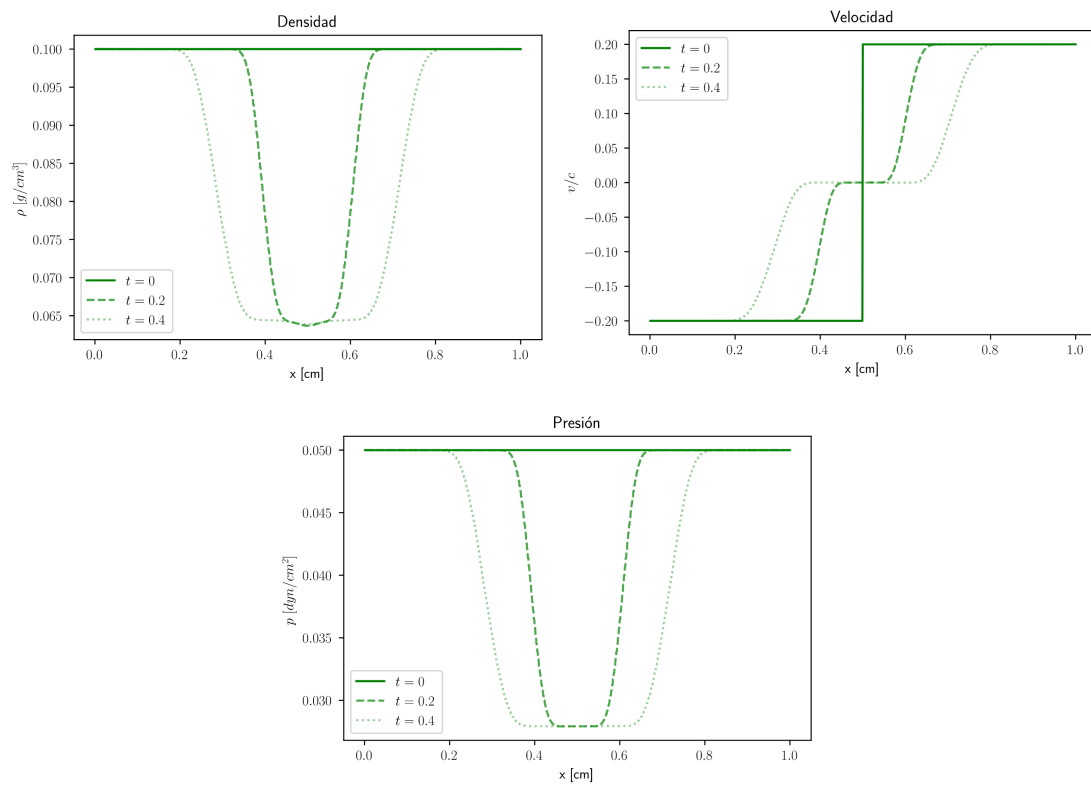 Densidad
0.100
0.095
0.090
0.085
0.080
0.075
0.070
0.065
ρ [g/cm³]
t = 0
t = 0.2
t = 0.4
0.0 0.2 0.4 0.6 0.8 1.0
x [cm]
Velocidad
0.20
0.15
0.10
0.05
0.00
−0.05
−0.10
−0.15
−0.20
v/c
t = 0
t = 0.2
t = 0.4
0.0 0.2 0.4 0.6 0.8 1.0
x [cm]
Presión
0.050
0.045
0.040
0.035
0.030
p [dyn/cm²]
t = 0
t = 0.2
t = 0.4
0.0 0.2 0.4 0.6 0.8 1.0
x [cm]